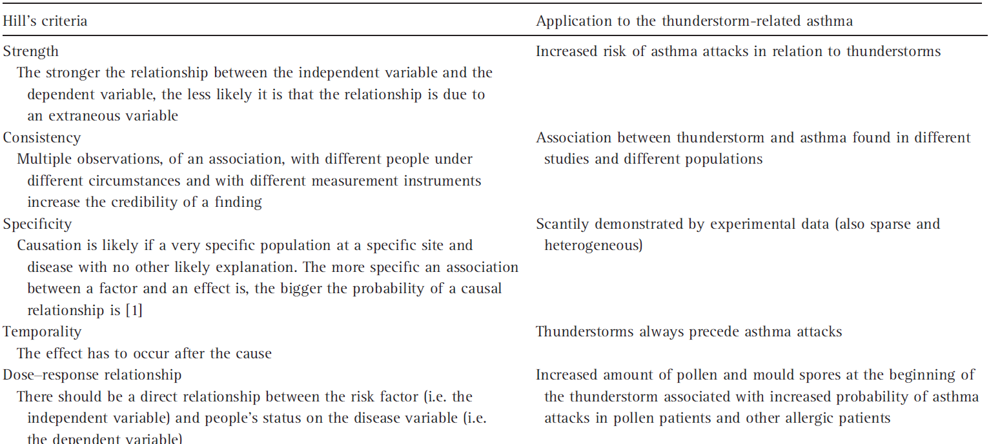 Hill's criteria
Application to the thunderstorm-related asthma
Strength
Increased risk of asthma attacks in relation to thunderstorms
The stronger the relationship between the independent variable and the
dependent variable, the less likely it is that the relationship is due to
an extraneous variable
Consistency
Association between thunderstorm and asthma found in different
studies and different populations
Multiple observations, of an association, with different people under
different circumstances and with different measurement instruments
increase the credibility of a finding
Specificity
Scantily demonstrated by experimental data (also sparse and
heterogeneous)
Causation is likely if a very specific population at a specific site and
disease with no other likely explanation. The more specific an association
between a factor and an effect is, the bigger the probability of a causal
relationship is [1]
Temporality
Thunderstorms always precede asthma attacks
The effect has to occur after the cause
Dose–response relationship
Increased amount of pollen and mould spores at the beginning of
the thunderstorm associated with increased probability of asthma
attacks in pollen patients and other allergic patients
There should be a direct relationship between the risk factor (i.e. the
independent variable) and people's status on the disease variable (i.e.
the dependent variable)